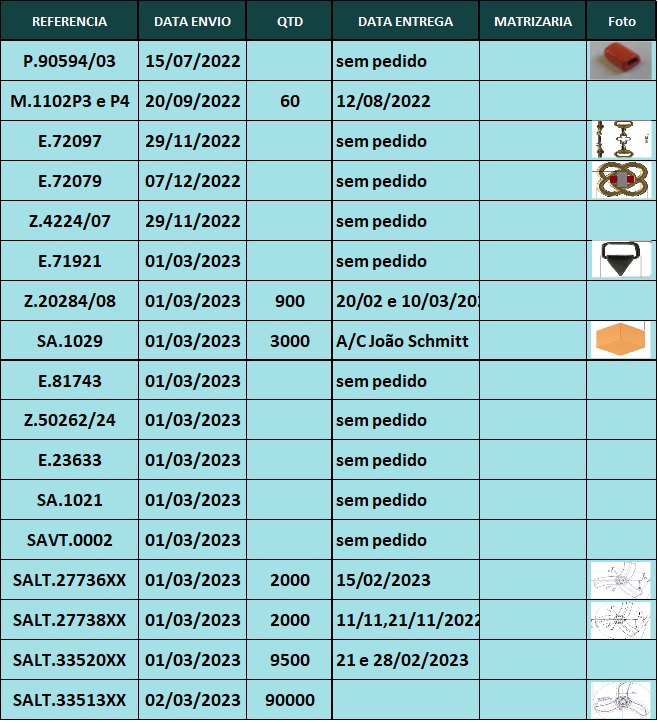 REFERENCIA DATA ENVIO QTD DATA ENTREGA MATRIZARIA Foto
P.90594/03 15/07/2022 sem pedido
M.1102P3 e P4 20/09/2022 60 12/08/2022
E.72097 29/11/2022 sem pedido
E.72079 07/12/2022 sem pedido
Z.4224/07 29/11/2022 sem pedido
E.71921 01/03/2023 sem pedido
Z.20284/08 01/03/2023 900 20/02 e 10/03/202
SA.1029 01/03/2023 3000 A/C João Schmitt
E.81743 01/03/2023 sem pedido
Z.50262/24 01/03/2023 sem pedido
E.23633 01/03/2023 sem pedido
SA.1021 01/03/2023 sem pedido
SAVT.0002 01/03/2023 sem pedido
SALT.27736XX 01/03/2023 2000 15/02/2023
SALT.27738XX 01/03/2023 2000 11/11,21/11/2022
SALT.33520XX 01/03/2023 9500 21 e 28/02/2023
SALT.33513XX 02/03/2023 90000